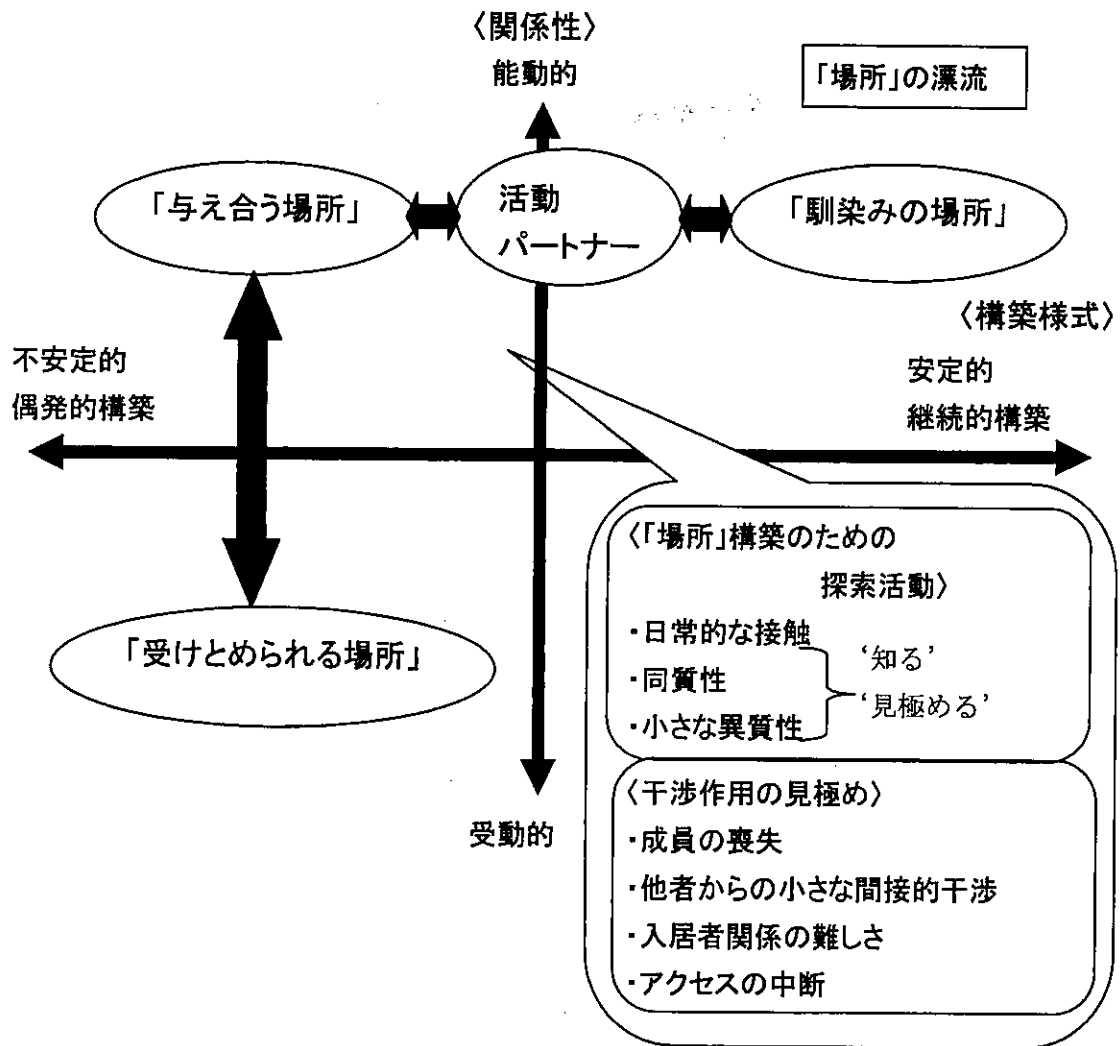 〈関係性〉
能動的
「場所」の漂流
「与え合う場所」
活動
パートナー
「馴染みの場所」
〈構築様式〉
不安定的
偶発的構築
安定的
継続的構築
〈「場所」構築のための
探索活動〉
・日常的な接触
・同質性
・小さな異質性
‘知る’
‘見極める’
「受けとめられる場所」
受動的
〈干渉作用の見極め〉
・成員の喪失
・他者からの小さな間接的干渉
・入居者関係の難しさ
・アクセスの中断